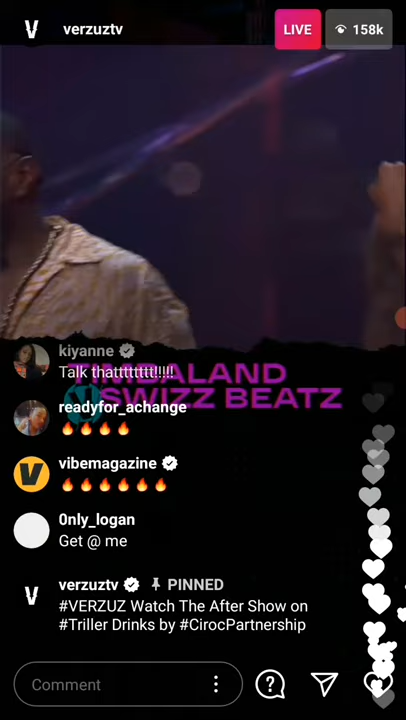 verzuztv
LIVE
158k
kiyanne
Talk thattttttttt!!!!!
TIMBALAND
SWIZZ BEATZ
readyfor_achange
🔥🔥🔥🔥
vibemagazine
🔥🔥🔥🔥🔥🔥
0nly_logan
Get @ me
verzuztv PINNED
#VERZUZ Watch The After Show on
#Triller Drinks by #CirocPartnership
Comment